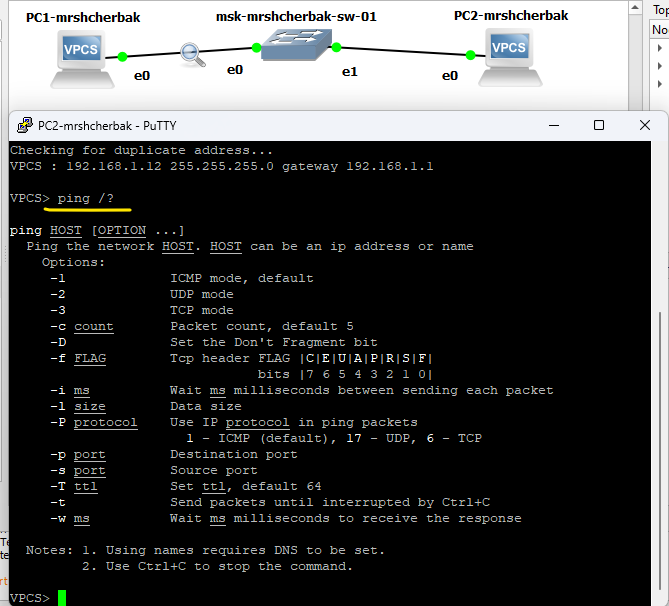 PC1-mrshcherbak
msk-mrshcherbak-sw-01
PC2-mrshcherbak
VPCS
VPCS
e0
e0
e1
e0
Top
No
PC2-mrshcherbak - PuTTY
Checking for duplicate address...
VPCS : 192.168.1.12 255.255.255.0 gateway 192.168.1.1
VPCS> ping /?
ping HOST [OPTION ...]
Ping the network HOST. HOST can be an ip address or name
Options:
-1 ICMP mode, default
-2 UDP mode
-3 TCP mode
-c count Packet count, default 5
-D Set the Don't Fragment bit
-f FLAG Tcp header FLAG |C|E|U|A|P|R|S|F|
bits |7 6 5 4 3 2 1 0|
-i ms Wait ms milliseconds between sending each packet
-l size Data size
-P protocol Use IP protocol in ping packets
1 - ICMP (default), 17 - UDP, 6 - TCP
-p port Destination port
-s port Source port
-T ttl Set ttl, default 64
-t Send packets until interrupted by Ctrl+C
-w ms Wait ms milliseconds to receive the response
Notes: 1. Using names requires DNS to be set.
2. Use Ctrl+C to stop the command.
VPCS>